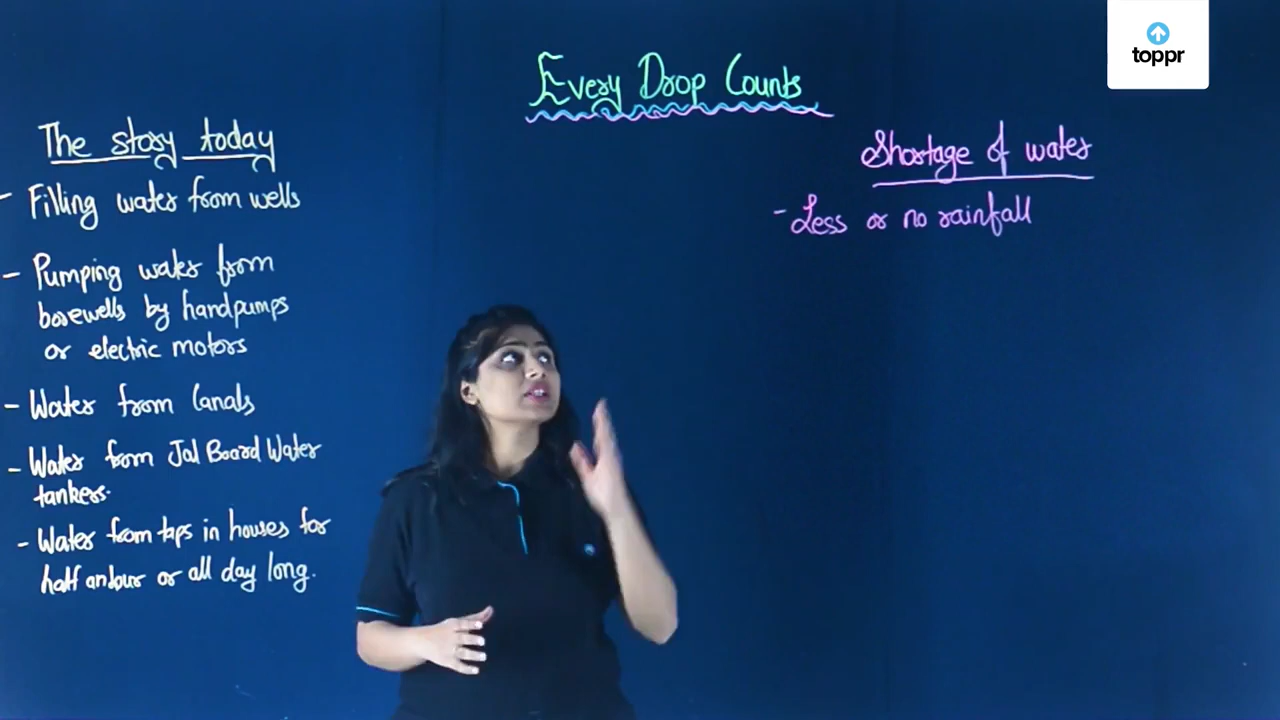 toppr
Every Drop Counts
The story today
- Filling water from wells
- Pumping water from
borewells by handpumps
or electric motors
- Water from Canals
- Water from Jal Board Water
tankers.
- Water from taps in houses for
half anhour or all day long.
Shortage of water
- Less or no rainfall